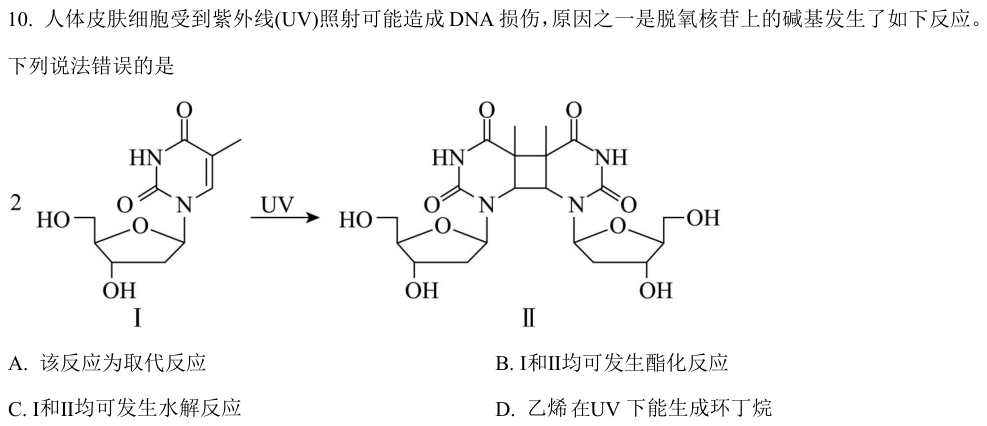 10. 人体皮肤细胞受到紫外线(UV)照射可能造成 DNA 损伤，原因之一是脱氧核苷上的碱基发生了如下反应。
下列说法错误的是
O O O
HN HN NH
O N O N N O
2 HO O UV HO O O OH
OH OH OH
Ⅰ Ⅱ
A. 该反应为取代反应 B. Ⅰ和Ⅱ均可发生酯化反应
C. Ⅰ和Ⅱ均可发生水解反应 D. 乙烯在UV 下能生成环丁烷